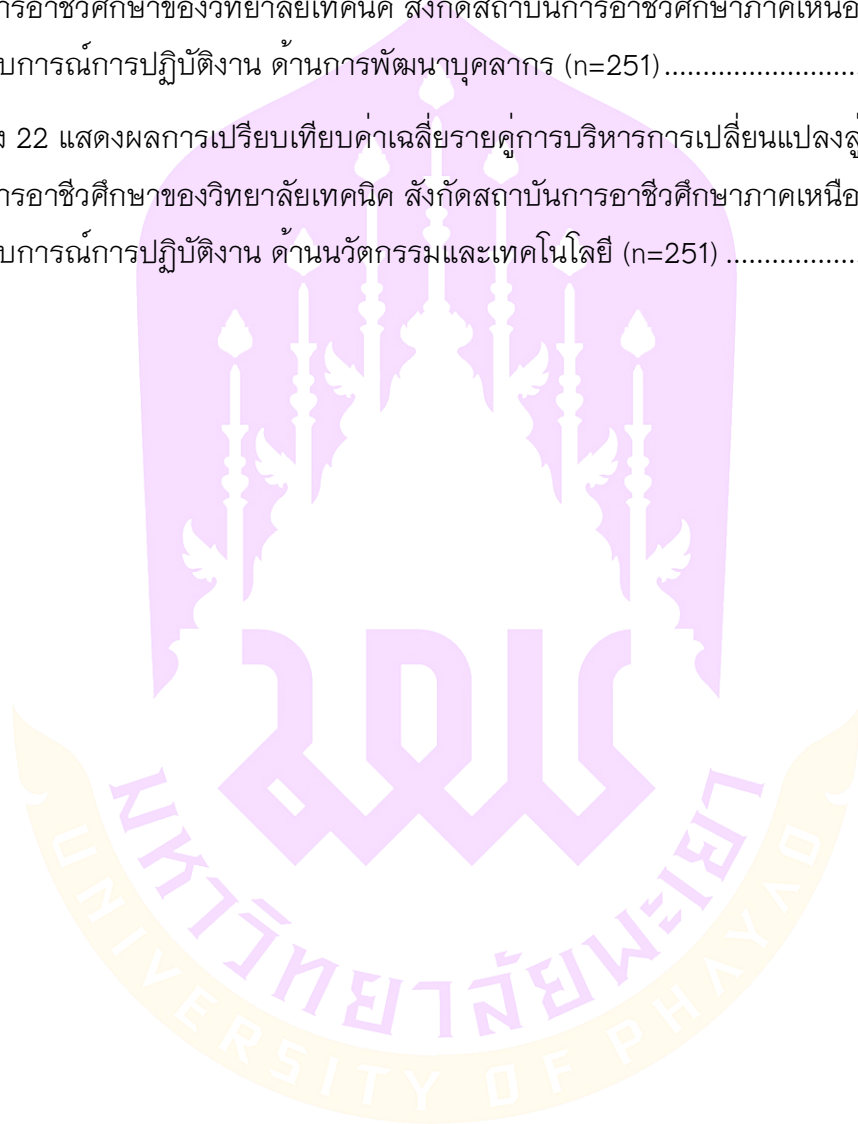 ารอาชีวศึกษาของวิทยาลัยเทคนิค สังกัดสถาบันการอาชีวศึกษาภาคเหนือ
บการณ์การปฏิบัติงาน ด้านการพัฒนาบุคลากร (n=251)..........................
ง 22 แสดงผลการเปรียบเทียบค่าเฉลี่ยรายคู่การบริหารการเปลี่ยนแปลงสู่
ารอาชีวศึกษาของวิทยาลัยเทคนิค สังกัดสถาบันการอาชีวศึกษาภาคเหนือ
บการณ์การปฏิบัติงาน ด้านนวัตกรรมและเทคโนโลยี (n=251) .................
มหาวิทยาลัยพะเยา
UNIVERSITY OF PHAYAO